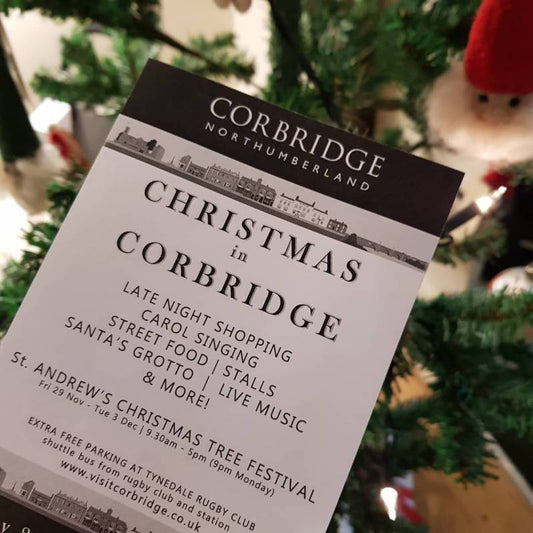 CORBRIDGE
NORTHUMBERLAND
CHRISTMAS
in
CORBRIDGE
LATE NIGHT SHOPPING
CAROL SINGING
STREET FOOD | STALLS
SANTA'S GROTTO | LIVE MUSIC
& MORE!
St. ANDREW'S CHRISTMAS TREE FESTIVAL
Fri 29 Nov - Tue 3 Dec | 9.30am - 5pm (9pm Monday)
EXTRA FREE PARKING AT TYNEDALE RUGBY CLUB
shuttle bus from rugby club and station
www.visitcorbridge.co.uk